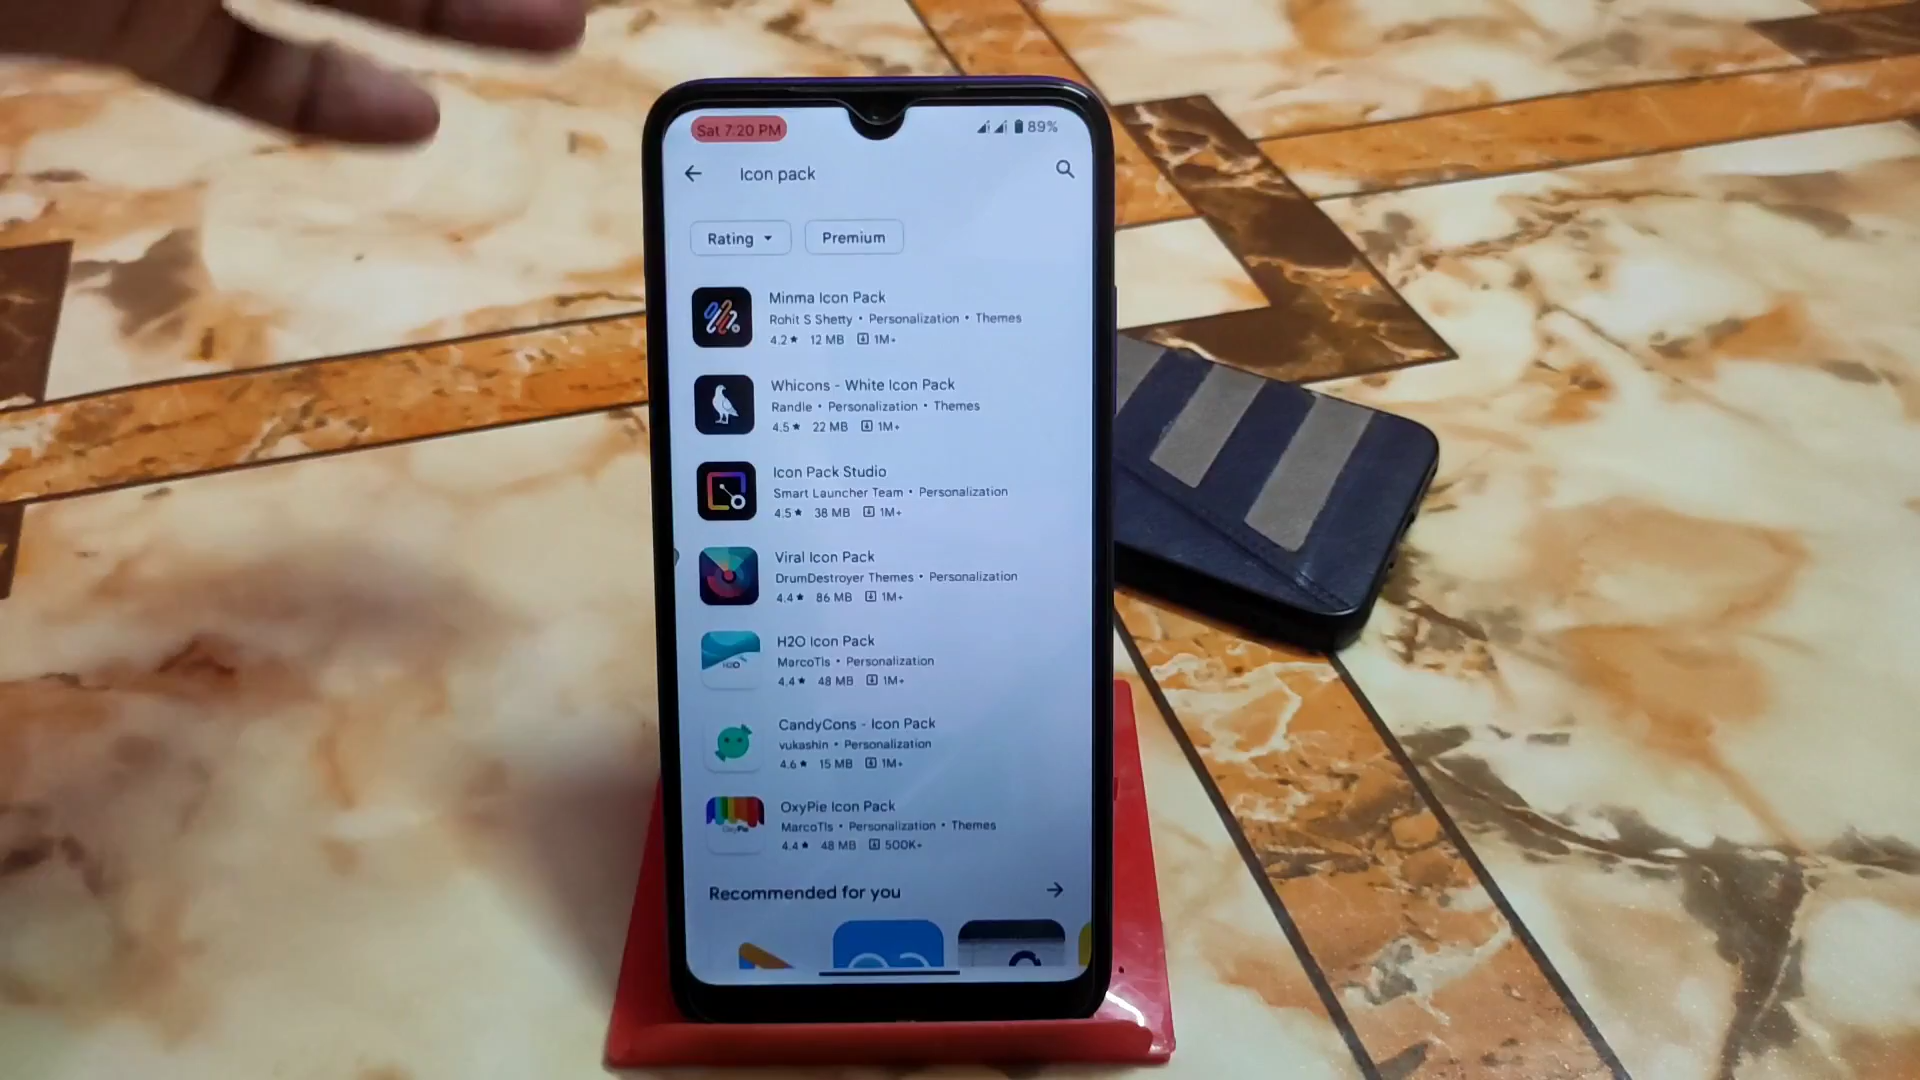 Sat 7:20 PM 89%
Icon pack
Rating Premium
Minma Icon Pack
Rohit S Shetty • Personalization • Themes
4.2★ 12 MB 1M+
Whicons - White Icon Pack
Randle • Personalization • Themes
4.5★ 22 MB 1M+
Icon Pack Studio
Smart Launcher Team • Personalization
4.5★ 38 MB 1M+
Viral Icon Pack
DrumDestroyer Themes • Personalization
4.4★ 86 MB 1M+
H2O Icon Pack
MarcoTls • Personalization
4.4★ 48 MB 1M+
H2O
CandyCons - Icon Pack
vukashin • Personalization
4.6★ 15 MB 1M+
OxyPie Icon Pack
MarcoTls • Personalization • Themes
4.4★ 48 MB 500K+
OxyPie
Recommended for you